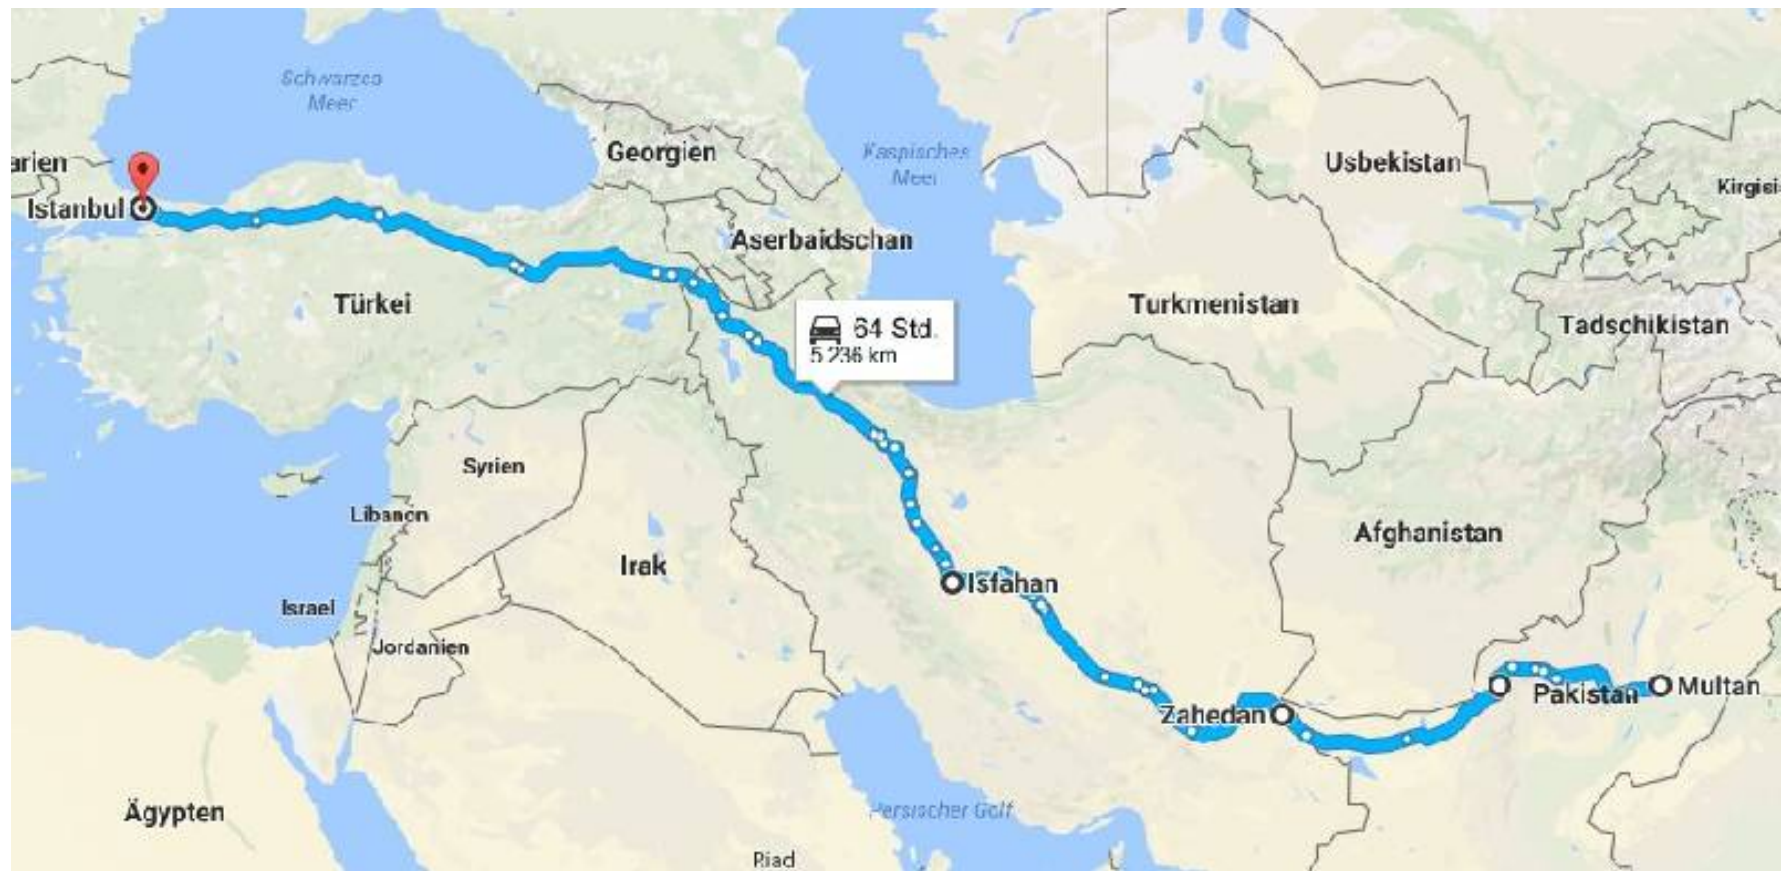 Schwarzes
Meer
Georgien
Kaspisches
Meer
Usbekistan
arien
Kirgisi
Istanbul
Aserbaidschan
Türkei
Turkmenistan
64 Std.
5.236 km
Tadschikistan
Syrien
Libanon
Afghanistan
Irak
Isfahan
Israel
Jordanien
Pakistan
Multan
Zahedan
Persischer Golf
Ägypten
Riad